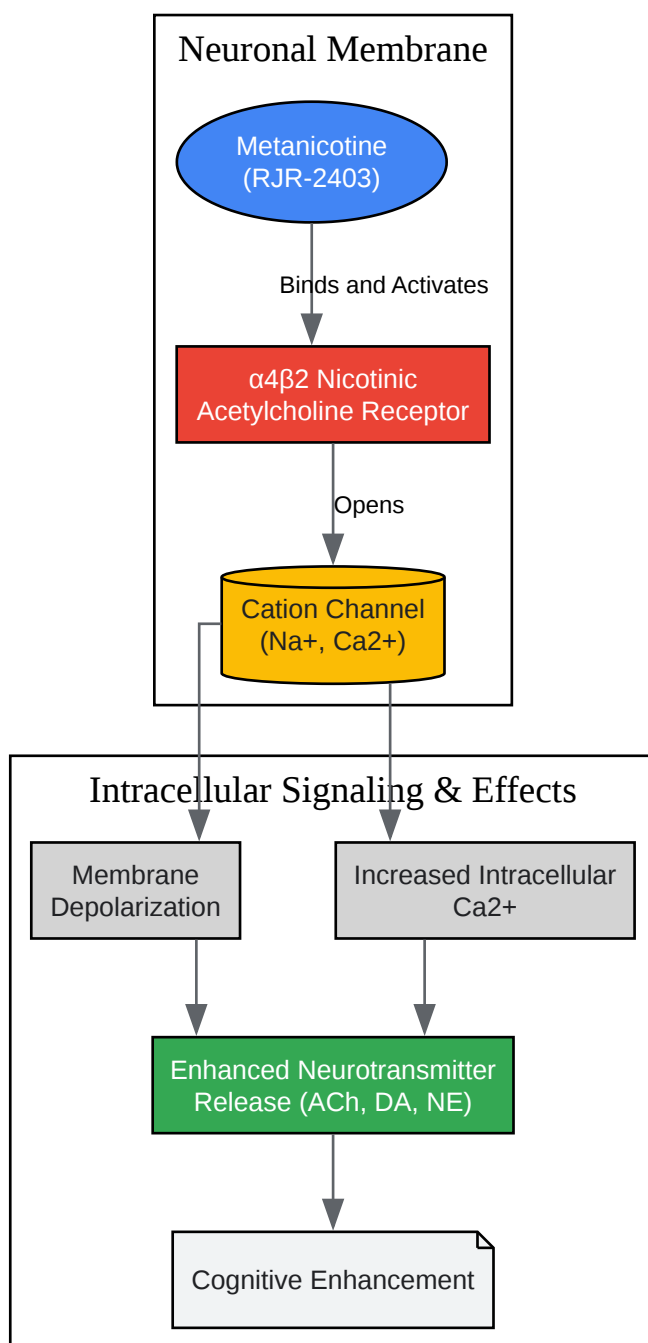 Neuronal Membrane
Metanicotine
(RJR-2403)
Binds and Activates
α4β2 Nicotinic
Acetylcholine Receptor
Opens
Cation Channel
(Na+, Ca2+)
Intracellular Signaling & Effects
Membrane
Depolarization
Increased Intracellular
Ca2+
Enhanced Neurotransmitter
Release (ACh, DA, NE)
Cognitive Enhancement